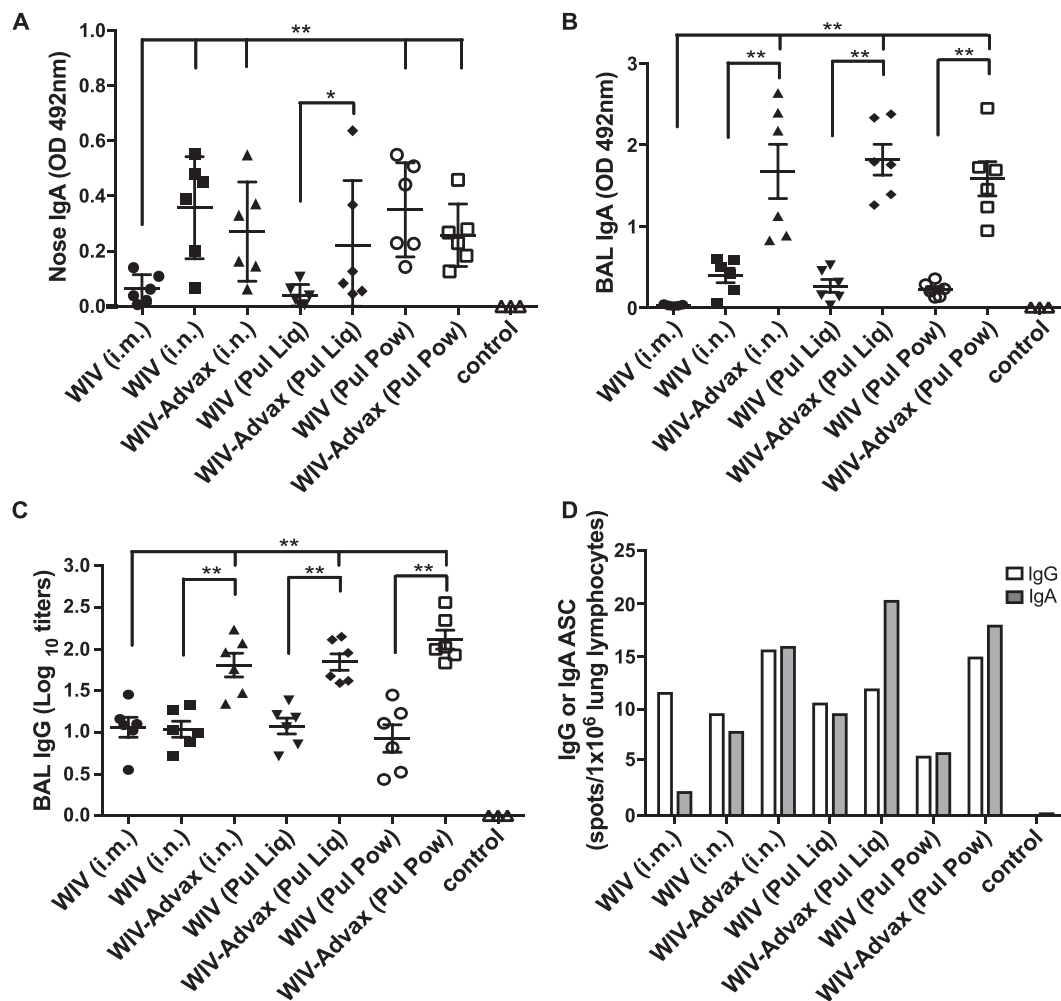 A
Nose IgA (OD 492nm)
1.0
0.8
0.6
0.4
0.2
0.0
**
*
WIV (i.m.)
WIV (i.n.)
WIV-Advax (i.n.)
WIV (Pul Liq)
WIV-Advax (Pul Liq)
WIV (Pul Pow)
WIV-Advax (Pul Pow)
control
B
BAL IgA (OD 492nm)
3
2
1
0
**
**
**
**
WIV (i.m.)
WIV (i.n.)
WIV-Advax (i.n.)
WIV (Pul Liq)
WIV-Advax (Pul Liq)
WIV (Pul Pow)
WIV-Advax (Pul Pow)
control
C
BAL IgG (Log 10 titers)
3.0
2.5
2.0
1.5
1.0
0.5
0.0
**
**
**
**
WIV (i.m.)
WIV (i.n.)
WIV-Advax (i.n.)
WIV (Pul Liq)
WIV-Advax (Pul Liq)
WIV (Pul Pow)
WIV-Advax (Pul Pow)
control
D
IgG or IgA ASC
(spots/1x10⁶ lung lymphocytes)
25
20
15
10
5
0
IgG
IgA
WIV (i.m.)
WIV (i.n.)
WIV-Advax (i.n.)
WIV (Pul Liq)
WIV-Advax (Pul Liq)
WIV (Pul Pow)
WIV-Advax (Pul Pow)
control